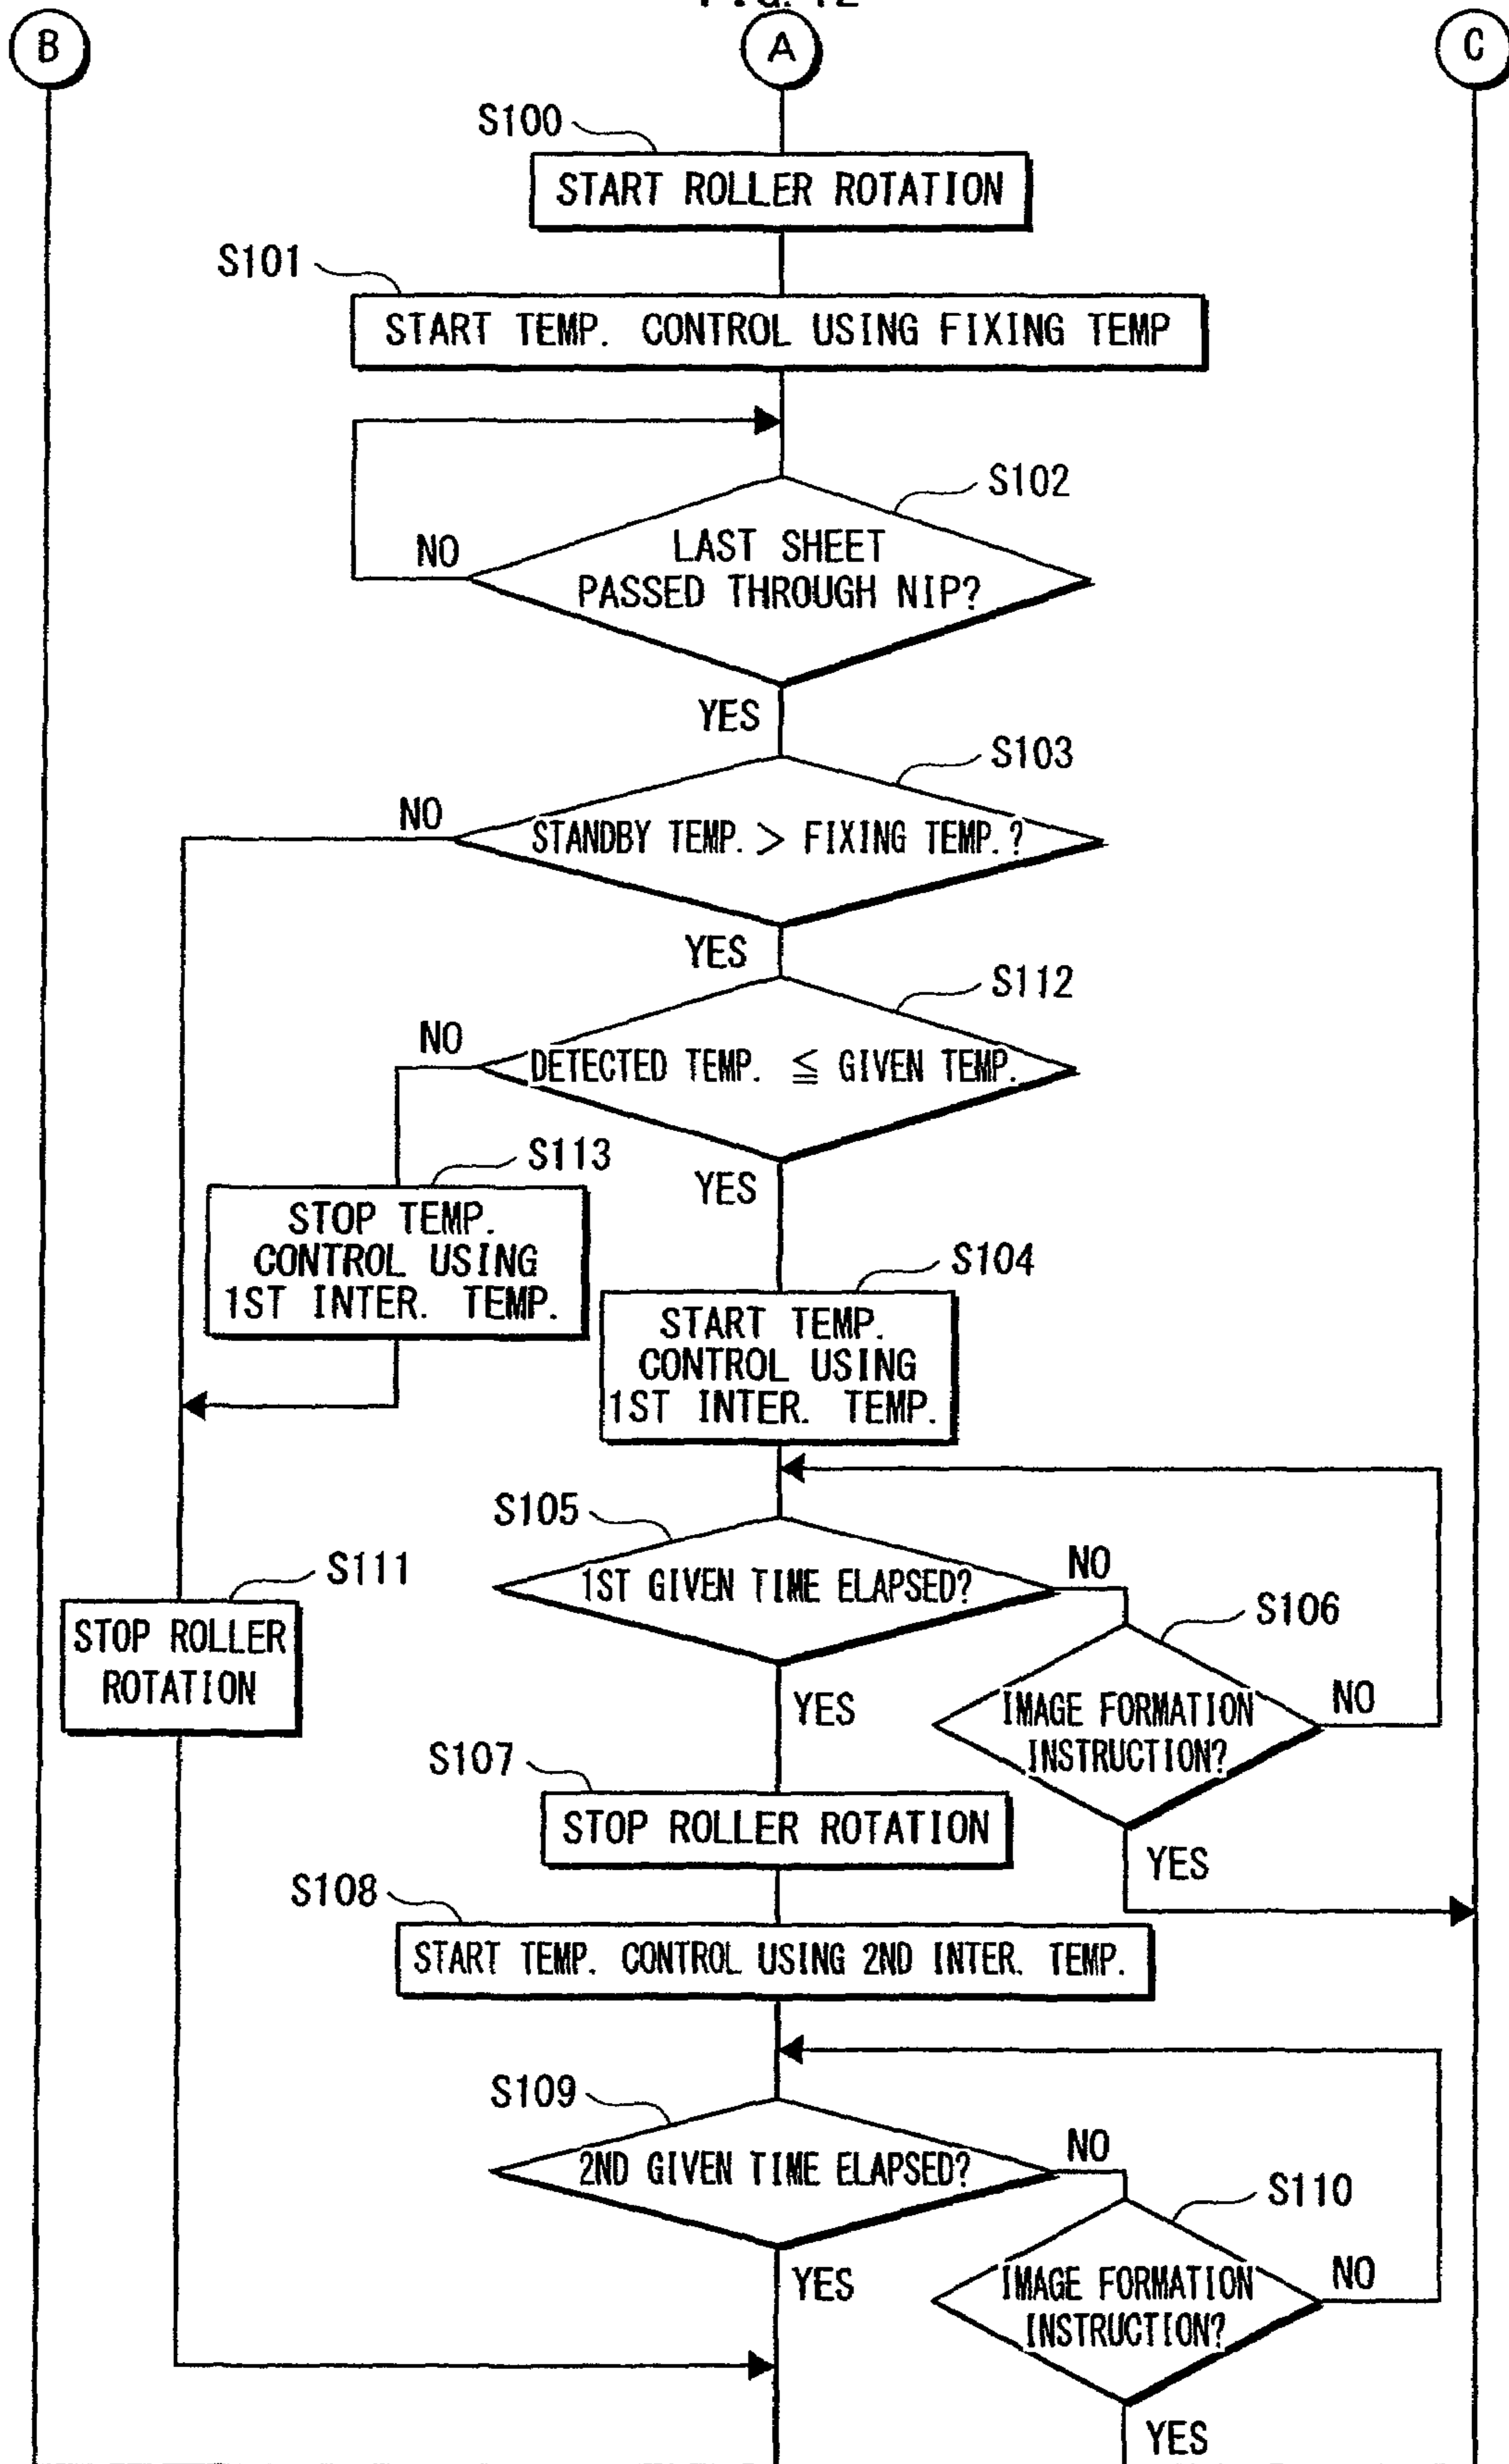 FIG. 12
B
A
C
S100
START ROLLER ROTATION
S101
START TEMP. CONTROL USING FIXING TEMP
S102
LAST SHEET
PASSED THROUGH NIP?
NO
YES
S103
STANDBY TEMP. > FIXING TEMP.?
NO
YES
S112
DETECTED TEMP. ≦ GIVEN TEMP.
NO
YES
S113
STOP TEMP.
CONTROL USING
1ST INTER. TEMP.
S104
START TEMP.
CONTROL USING
1ST INTER. TEMP.
S105
1ST GIVEN TIME ELAPSED?
NO
YES
S106
IMAGE FORMATION
INSTRUCTION?
NO
YES
S111
STOP ROLLER
ROTATION
S107
STOP ROLLER ROTATION
S108
START TEMP. CONTROL USING 2ND INTER. TEMP.
S109
2ND GIVEN TIME ELAPSED?
NO
YES
S110
IMAGE FORMATION
INSTRUCTION?
NO
YES